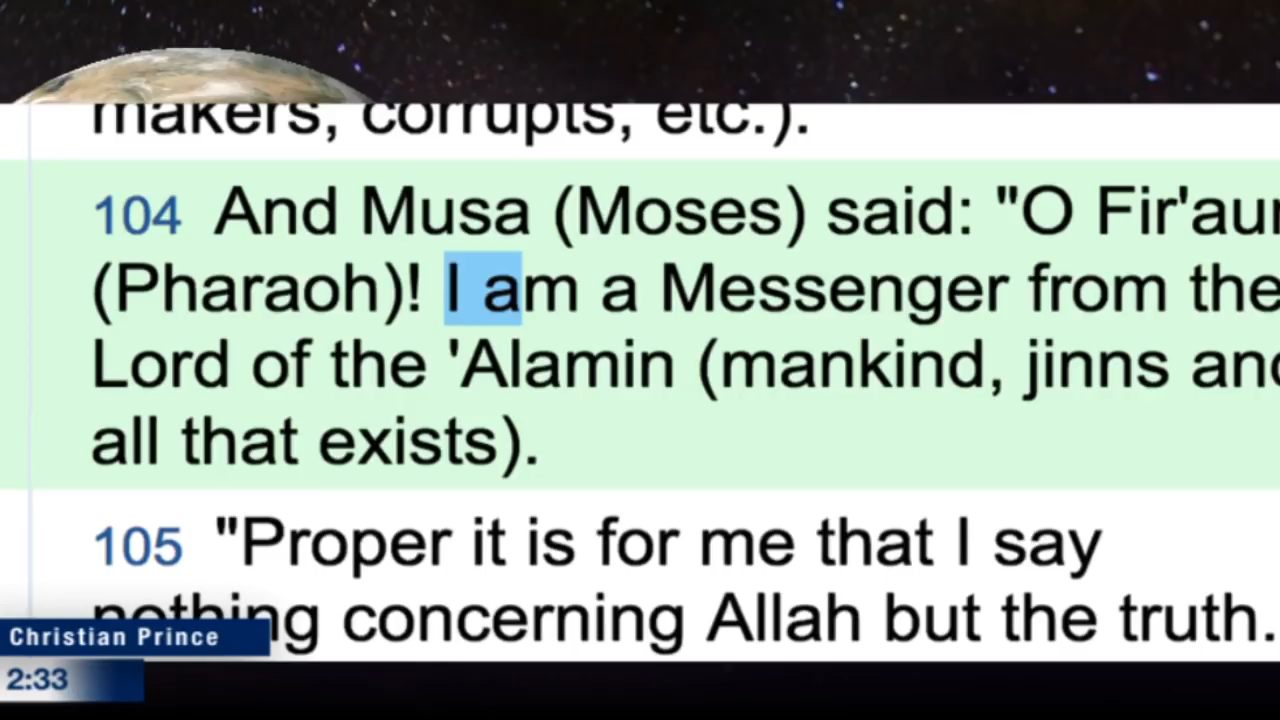 makers, corrupts, etc.).
104 And Musa (Moses) said: "O Fir'aun
(Pharaoh)! I am a Messenger from the
Lord of the 'Alamin (mankind, jinns and
all that exists).
105 "Proper it is for me that I say
nothing concerning Allah but the truth.
Christian Prince
2:33